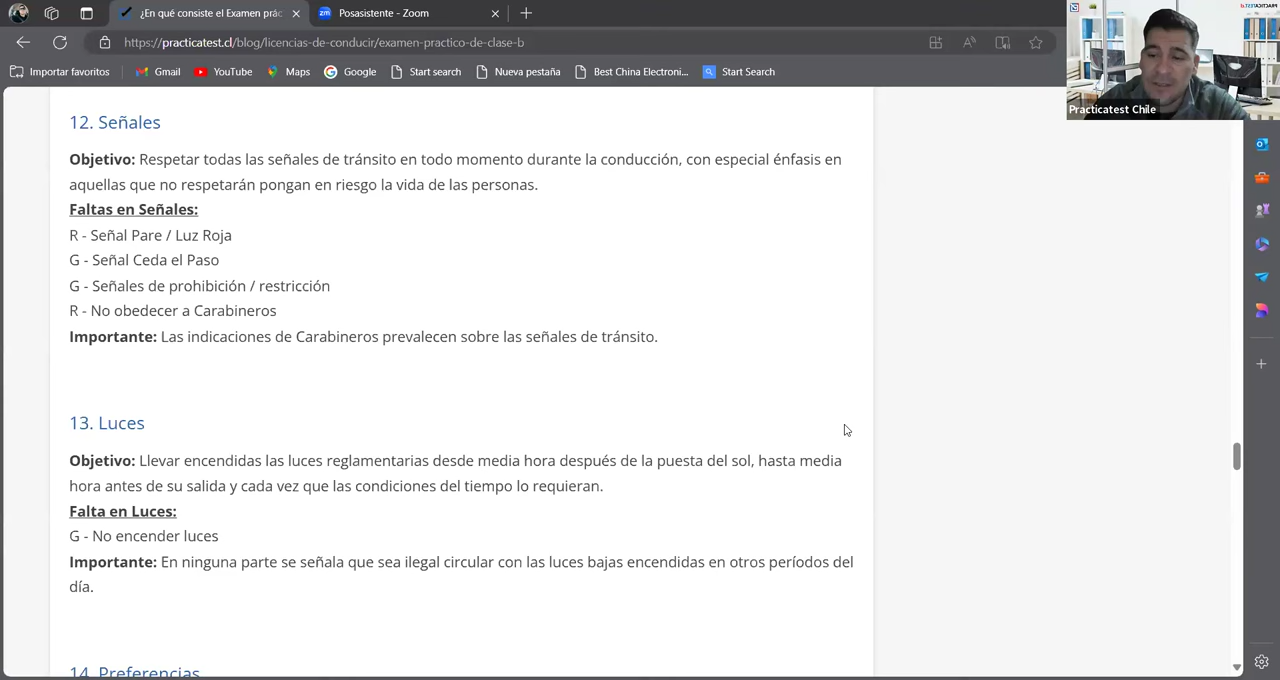 ¿En qué consiste el Examen prác
Posasistente - Zoom
https://practicatest.cl/blog/licencias-de-conducir/examen-practico-de-clase-b
Importar favoritos
Gmail
YouTube
Maps
Google
Start search
Nueva pestaña
Best China Electroni...
Start Search
Practicatest Chile
12. Señales
Objetivo: Respetar todas las señales de tránsito en todo momento durante la conducción, con especial énfasis en
aquellas que no respetarán pongan en riesgo la vida de las personas.
Faltas en Señales:
R - Señal Pare / Luz Roja
G - Señal Ceda el Paso
G - Señales de prohibición / restricción
R - No obedecer a Carabineros
Importante: Las indicaciones de Carabineros prevalecen sobre las señales de tránsito.
13. Luces
Objetivo: Llevar encendidas las luces reglamentarias desde media hora después de la puesta del sol, hasta media
hora antes de su salida y cada vez que las condiciones del tiempo lo requieran.
Falta en Luces:
G - No encender luces
Importante: En ninguna parte se señala que sea ilegal circular con las luces bajas encendidas en otros períodos del
día.
14. Preferencias